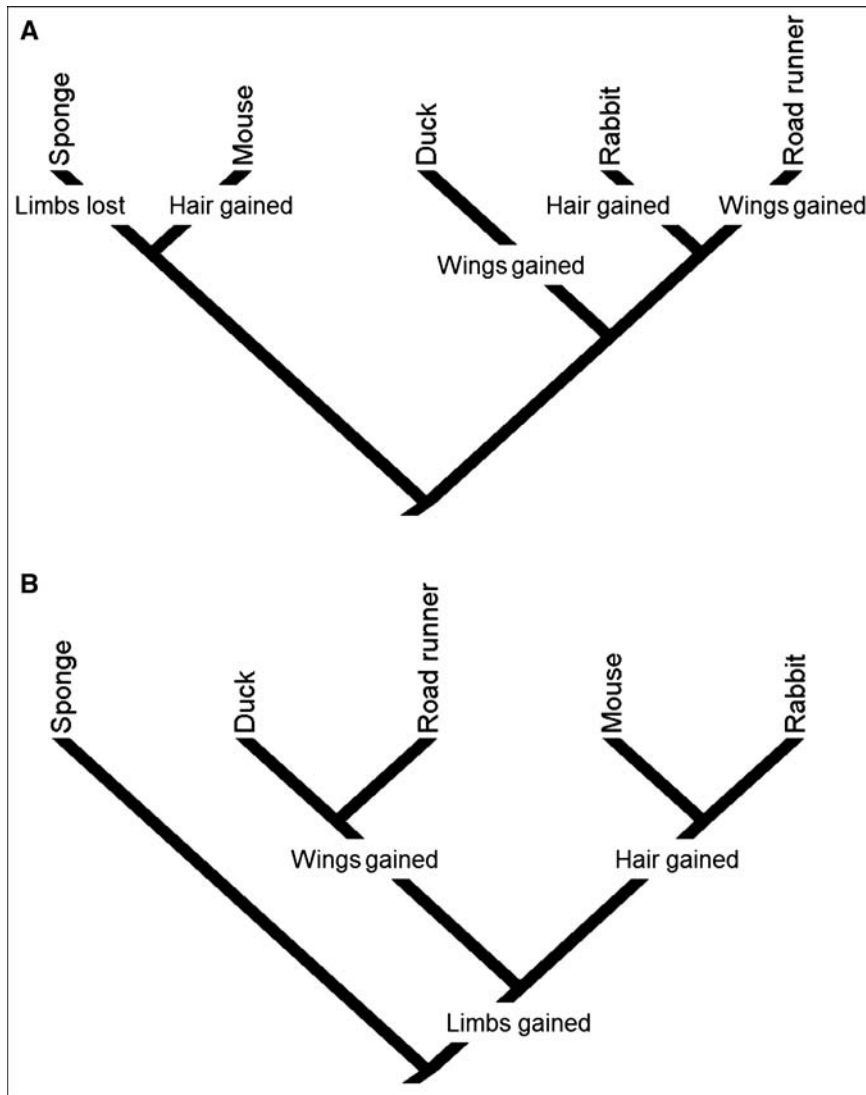 A
Sponge
Mouse
Duck
Rabbit
Road runner
Limbs lost
Hair gained
Hair gained
Wings gained
Wings gained
B
Sponge
Duck
Road runner
Mouse
Rabbit
Wings gained
Hair gained
Limbs gained